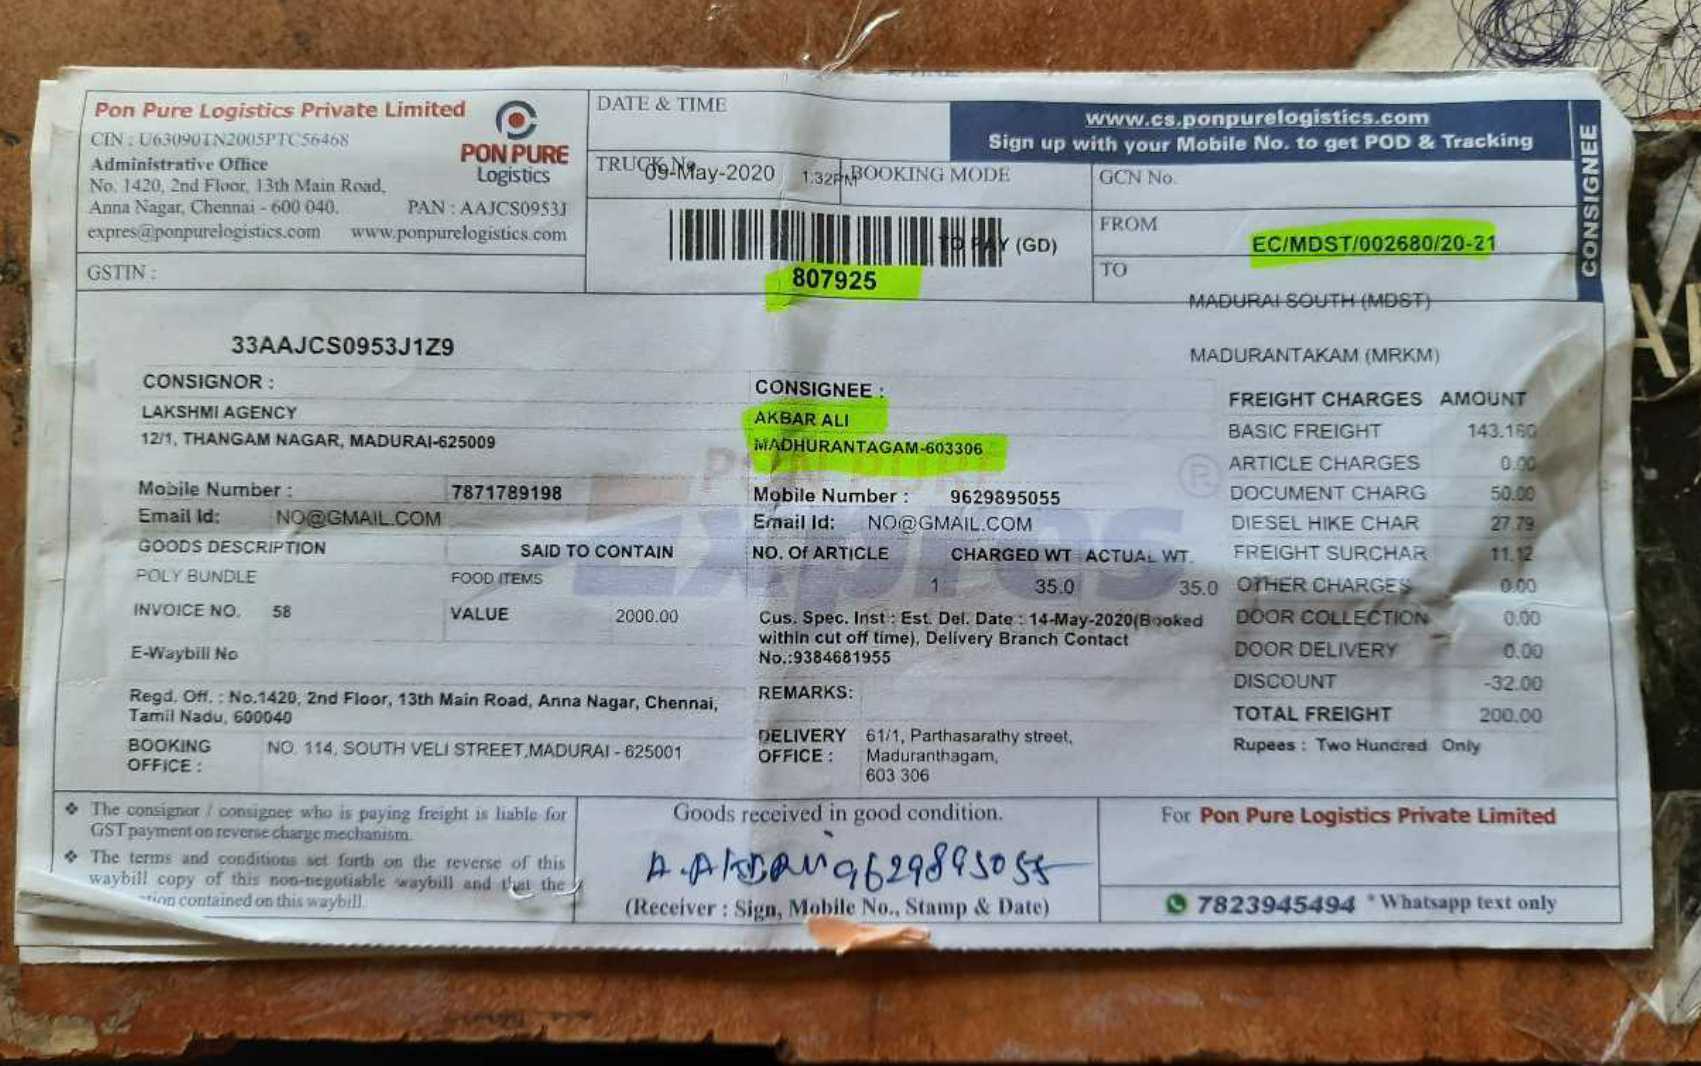 Pon Pure Logistics Private Limited
CIN : U63090TN2005PTC56468
Administrative Office
No. 1420, 2nd Floor, 13th Main Road,
Anna Nagar, Chennai - 600 040. PAN : AAJCS0953J
expres@ponpurelogistics.com www.ponpurelogistics.com
PON PURE
Logistics
GSTIN :
33AAJCS0953J1Z9
DATE & TIME
TRUCK No.
09-May-2020 1:32PM
BOOKING MODE
TO PAY (GD)
807925
www.cs.ponpurelogistics.com
Sign up with your Mobile No. to get POD & Tracking
GCN No.
FROM
EC/MDST/002680/20-21
TO
MADURAI SOUTH (MDST)
MADURANTAKAM (MRKM)
CONSIGNEE
CONSIGNOR :
LAKSHMI AGENCY
12/1, THANGAM NAGAR, MADURAI-625009
Mobile Number : 7871789198
Email Id: NO@GMAIL.COM
GOODS DESCRIPTION SAID TO CONTAIN
POLY BUNDLE FOOD ITEMS
INVOICE NO. 58 VALUE 2000.00
E-Waybill No
Regd. Off. : No.1420, 2nd Floor, 13th Main Road, Anna Nagar, Chennai,
Tamil Nadu, 600040
BOOKING OFFICE : NO. 114, SOUTH VELI STREET,MADURAI - 625001
CONSIGNEE :
AKBAR ALI
MADHURANTAGAM-603306
Mobile Number : 9629895055
Email Id: NO@GMAIL.COM
NO. Of ARTICLE CHARGED WT ACTUAL WT.
1 35.0 35.0
Cus. Spec. Inst : Est. Del. Date : 14-May-2020(Booked
within cut off time), Delivery Branch Contact
No.:9384681955
REMARKS:
DELIVERY OFFICE : 61/1, Parthasarathy street,
Maduranthagam,
603 306
PON PURE
Expres
®
FREIGHT CHARGES AMOUNT
BASIC FREIGHT 143.160
ARTICLE CHARGES 0.00
DOCUMENT CHARG 50.00
DIESEL HIKE CHAR 27.79
FREIGHT SURCHAR 11.12
OTHER CHARGES 0.00
DOOR COLLECTION 0.00
DOOR DELIVERY 0.00
DISCOUNT -32.00
TOTAL FREIGHT 200.00
Rupees : Two Hundred Only
❖ The consignor / consignee who is paying freight is liable for
GST payment on reverse charge mechanism.
❖ The terms and conditions set forth on the reverse of this
waybill copy of this non-negotiable waybill and that the
contained on this waybill.
Goods received in good condition.
9629895055
(Receiver : Sign, Mobile No., Stamp & Date)
For Pon Pure Logistics Private Limited
7823945494 * Whatsapp text only